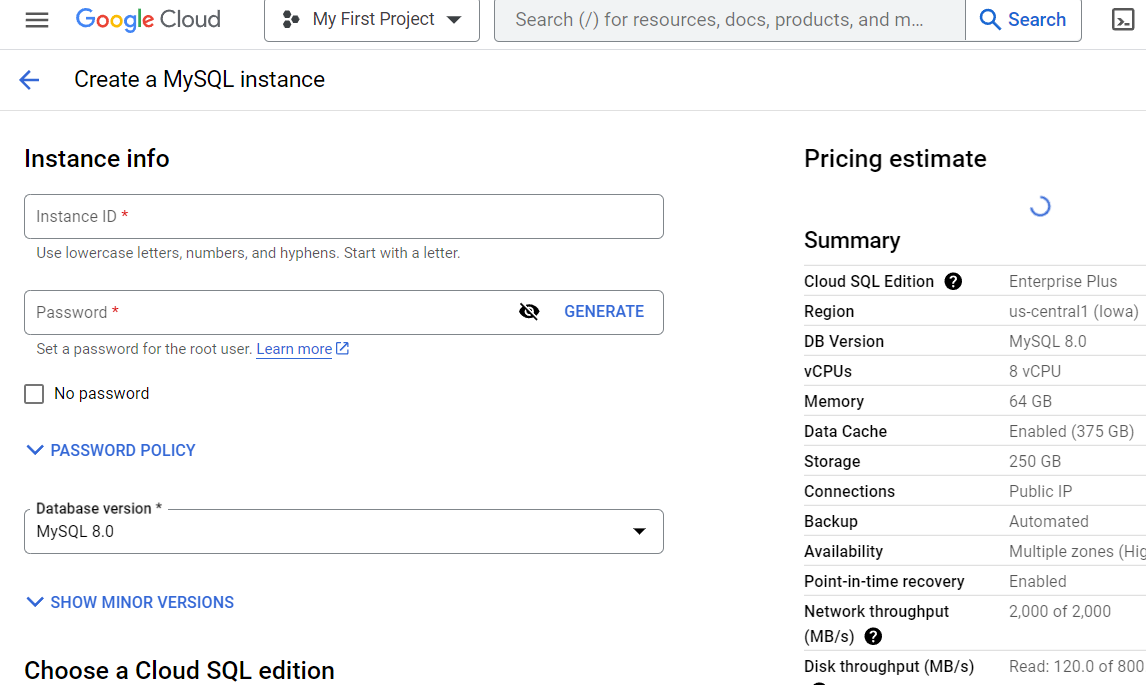 Google Cloud
My First Project
Search (/) for resources, docs, products, and m...
Search
Create a MySQL instance
Instance info
Instance ID *
Use lowercase letters, numbers, and hyphens. Start with a letter.
Password *
GENERATE
Set a password for the root user. Learn more
No password
PASSWORD POLICY
Database version *
MySQL 8.0
SHOW MINOR VERSIONS
Choose a Cloud SQL edition
Pricing estimate
Summary
Cloud SQL Edition ? Enterprise Plus
Region us-central1 (Iowa)
DB Version MySQL 8.0
vCPUs 8 vCPU
Memory 64 GB
Data Cache Enabled (375 GB)
Storage 250 GB
Connections Public IP
Backup Automated
Availability Multiple zones (Hig
Point-in-time recovery Enabled
Network throughput 2,000 of 2,000
(MB/s) ?
Disk throughput (MB/s) Read: 120.0 of 800